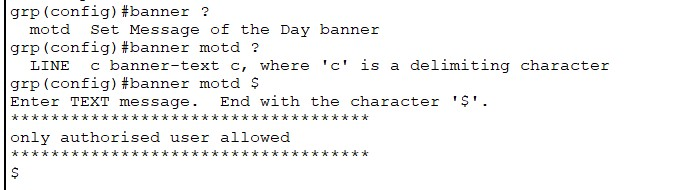 grp(config)#banner ?
  motd  Set Message of the Day banner
grp(config)#banner motd ?
  LINE  c banner-text c, where 'c' is a delimiting character
grp(config)#banner motd $
Enter TEXT message.  End with the character '$'.
************************************
only authorised user allowed
************************************
$